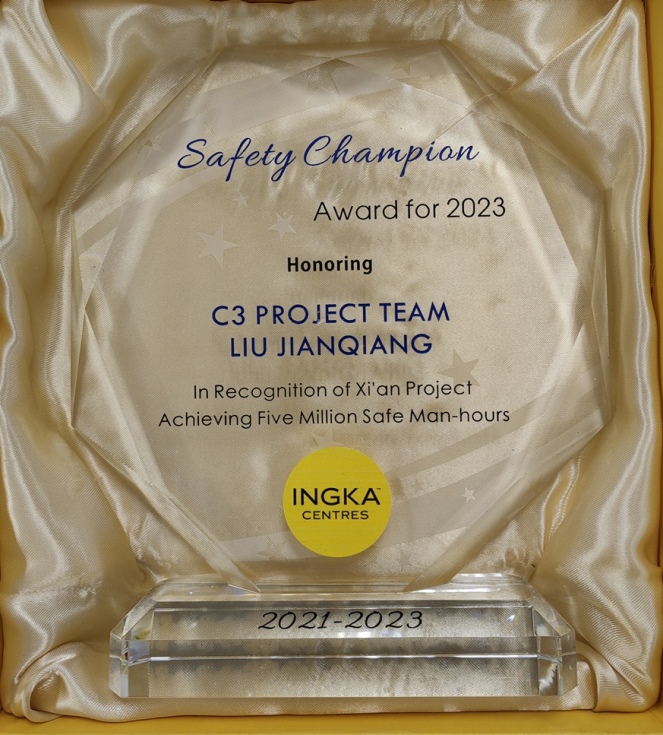 Safety Champion
Award for 2023
Honoring
C3 PROJECT TEAM
LIU JIANQIANG
In Recognition of Xi'an Project
Achieving Five Million Safe Man-hours
INGKA™
CENTRES
2021-2023